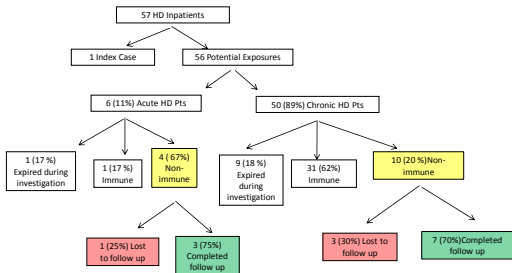 57 HD Inpatients
1 Index Case
56 Potential Exposures
6 (11%) Acute HD Pts
50 (89%) Chronic HD Pts
1 (17 %)
Expired during
investigation
1 (17 %)
Immune
4 ( 67%)
Non-
immune
9 (18 %)
Expired
during
investigation
31 (62%)
Immune
10 (20 %)Non-
immune
1 (25%) Lost
to follow up
3 (75%)
Completed
follow up
3 (30%) Lost to
follow up
7 (70%)Completed
follow up